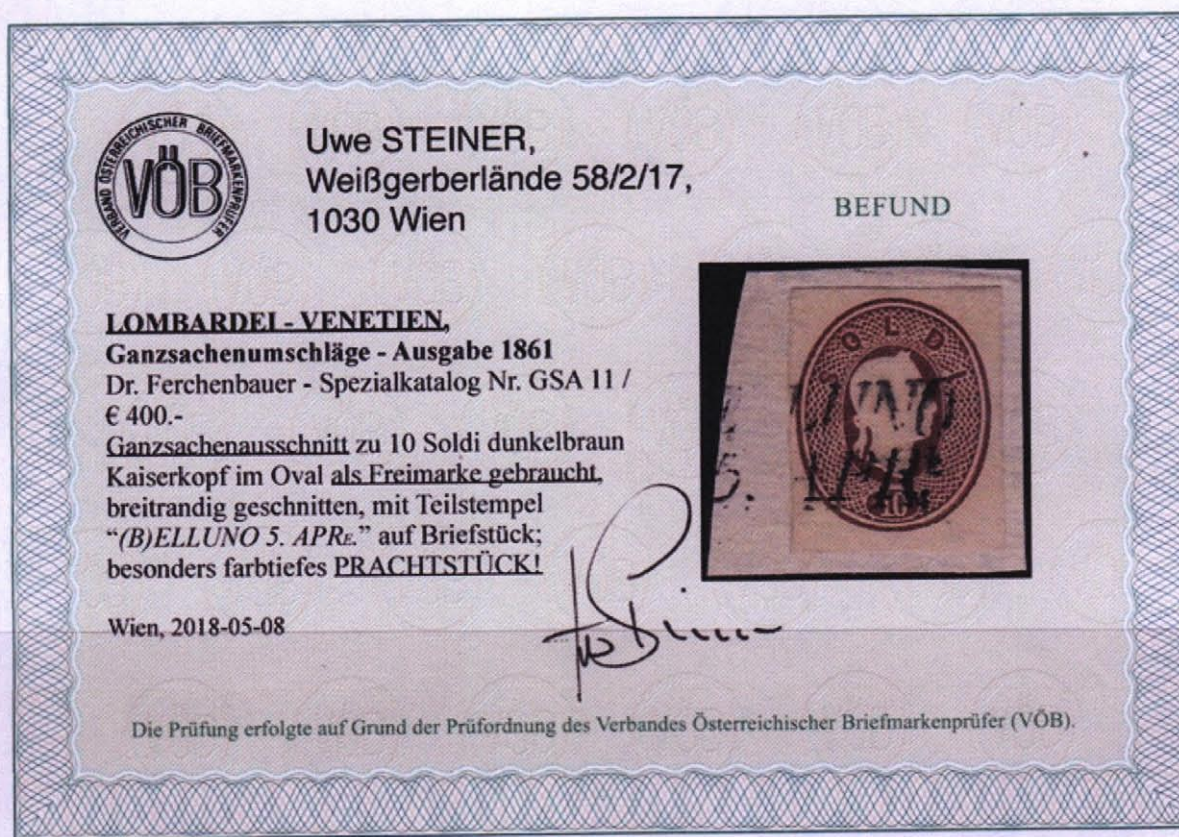 VERBAND ÖSTERREICHISCHER BRIEFMARKENPRÜFER
VÖB
Uwe STEINER,
Weißgerberlände 58/2/17,
1030 Wien
BEFUND
LOMBARDEI - VENETIEN,
Ganzsachenumschläge - Ausgabe 1861
Dr. Ferchenbauer - Spezialkatalog Nr. GSA 11 /
€ 400.-
Ganzsachenausschnitt zu 10 Soldi dunkelbraun
Kaiserkopf im Oval als Freimarke gebraucht,
breitrandig geschnitten, mit Teilstempel
“(B)ELLUNO 5. APRE.” auf Briefstück;
besonders farbtiefes PRACHTSTÜCK!
Wien, 2018-05-08
Die Prüfung erfolgte auf Grund der Prüfordnung des Verbandes Österreichischer Briefmarkenprüfer (VÖB).